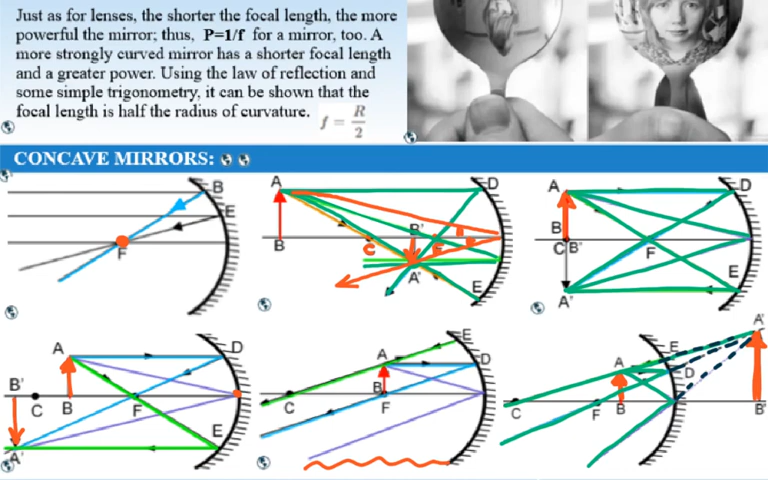 Just as for lenses, the shorter the focal length, the more
powerful the mirror; thus, P=1/f for a mirror, too. A
more strongly curved mirror has a shorter focal length
and a greater power. Using the law of reflection and
some simple trigonometry, it can be shown that the
focal length is half the radius of curvature. f = R/2
CONCAVE MIRRORS:
B
E
F
A
D
B
B'
C
F
A'
E
A
D
B
C B'
F
E
A'
A
D
B'
C
B
F
E
A'
E
A
D
B
C
F
A'
E
A
D
C
F
B
B'